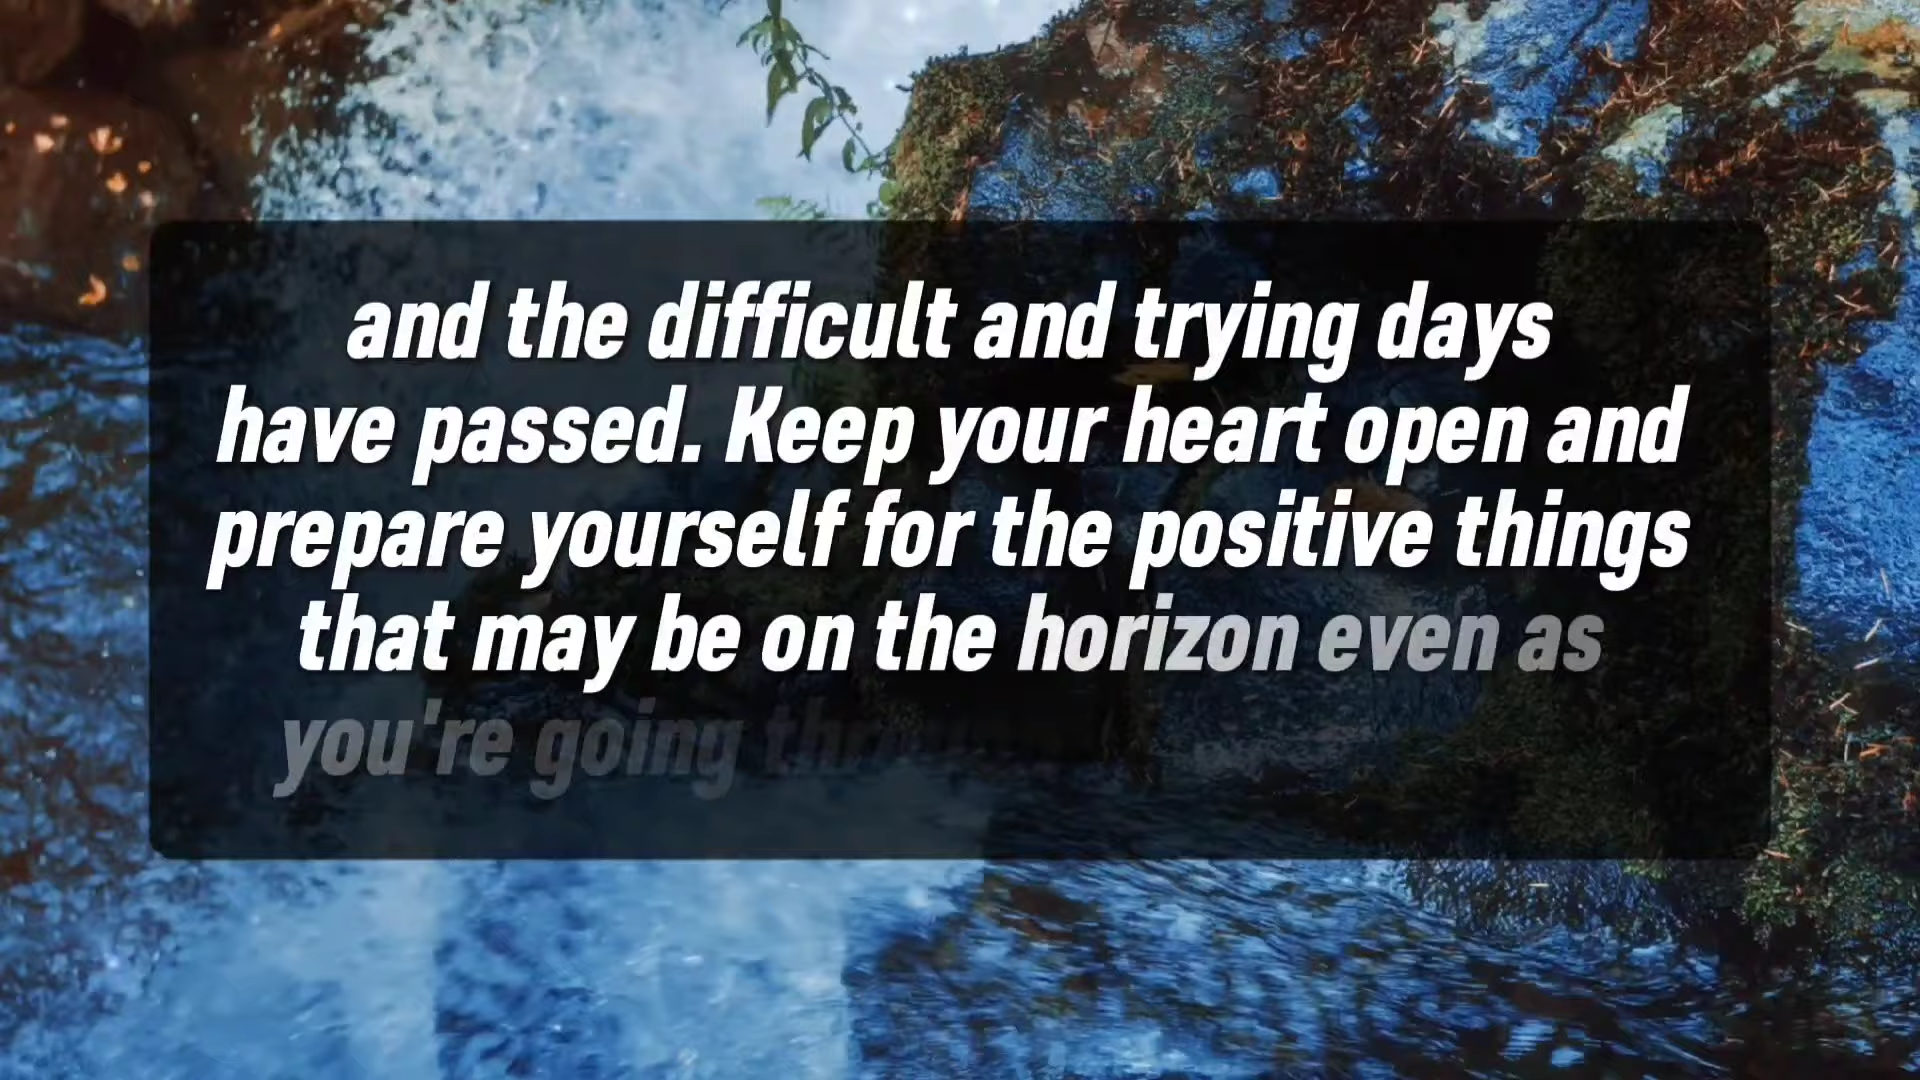 and the difficult and trying days
have passed. Keep your heart open and
prepare yourself for the positive things
that may be on the horizon even as
you're going through